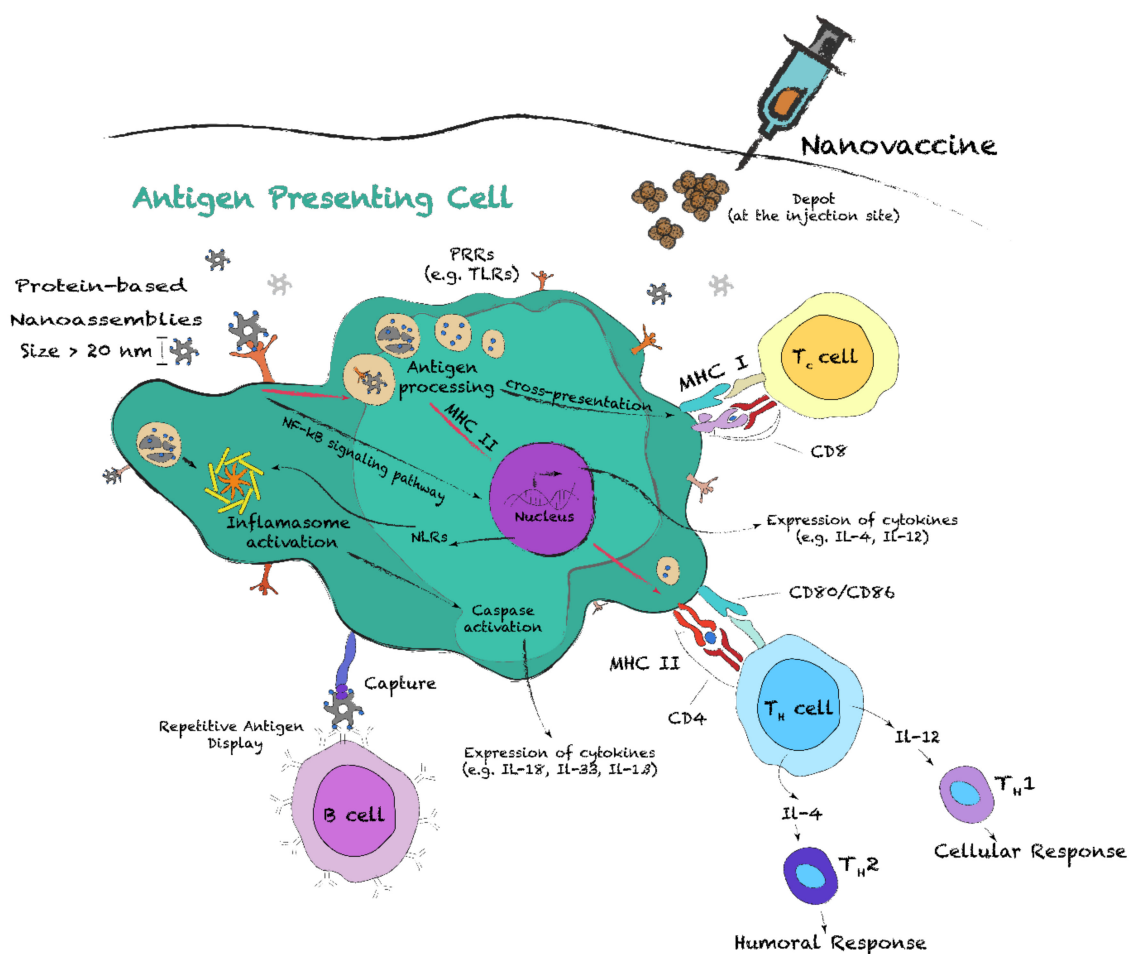 Nanovaccine
Depot
(at the injection site)
Antigen Presenting Cell
PRRs
(e.g. TLRs)
Protein-based
Nanoassemblies
Size > 20 nm
Antigen
processing
cross-presentation
MHC I
Tc cell
CD8
MHC II
NF-kB signaling pathway
Nucleus
Expression of cytokines
(e.g. IL-4, Il-12)
Inflamasome
activation
NLRs
Caspase
activation
CD80/CD86
MHC II
CD4
TH cell
Capture
Repetitive Antigen
Display
B cell
Expression of cytokines
(e.g. IL-18, Il-33, Il-1β)
Il-12
TH1
Cellular Response
Il-4
TH2
Humoral Response